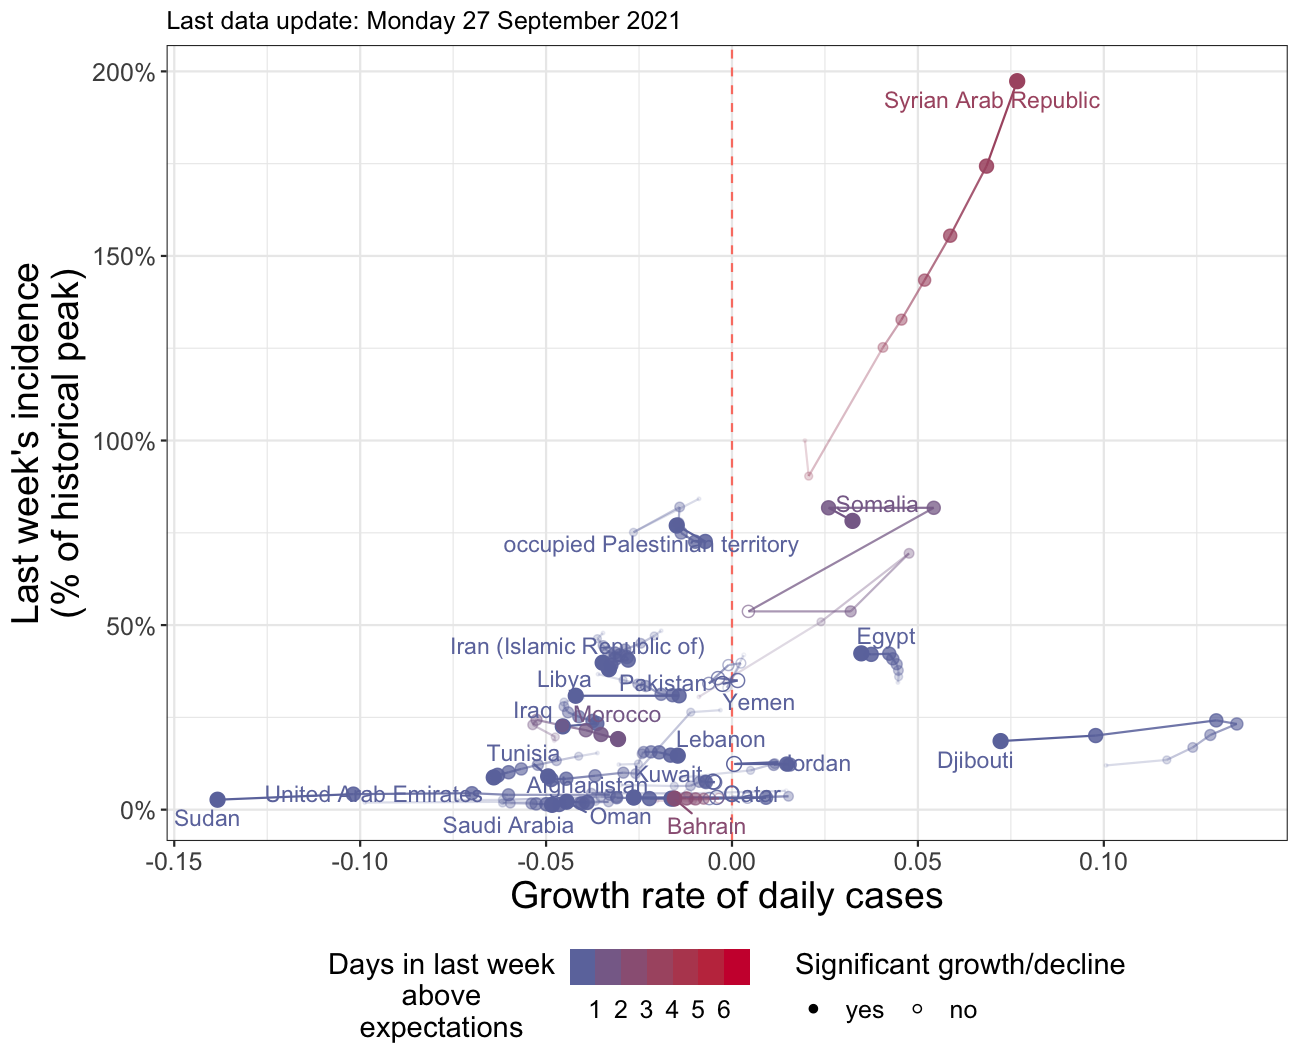 Last data update: Monday 27 September 2021
Last week's incidence
(% of historical peak)
200%
150%
100%
50%
0%
Syrian Arab Republic
Somalia
occupied Palestinian territory
Egypt
Iran (Islamic Republic of)
Libya
Pakistan
Yemen
Iraq
Morocco
Lebanon
Tunisia
Djibouti
Jordan
Kuwait
Afghanistan
United Arab Emirates
Qatar
Sudan
Saudi Arabia
Oman
Bahrain
-0.15
-0.10
-0.05
0.00
0.05
0.10
Growth rate of daily cases
Days in last week
above
expectations
1 2 3 4 5 6
Significant growth/decline
yes
no